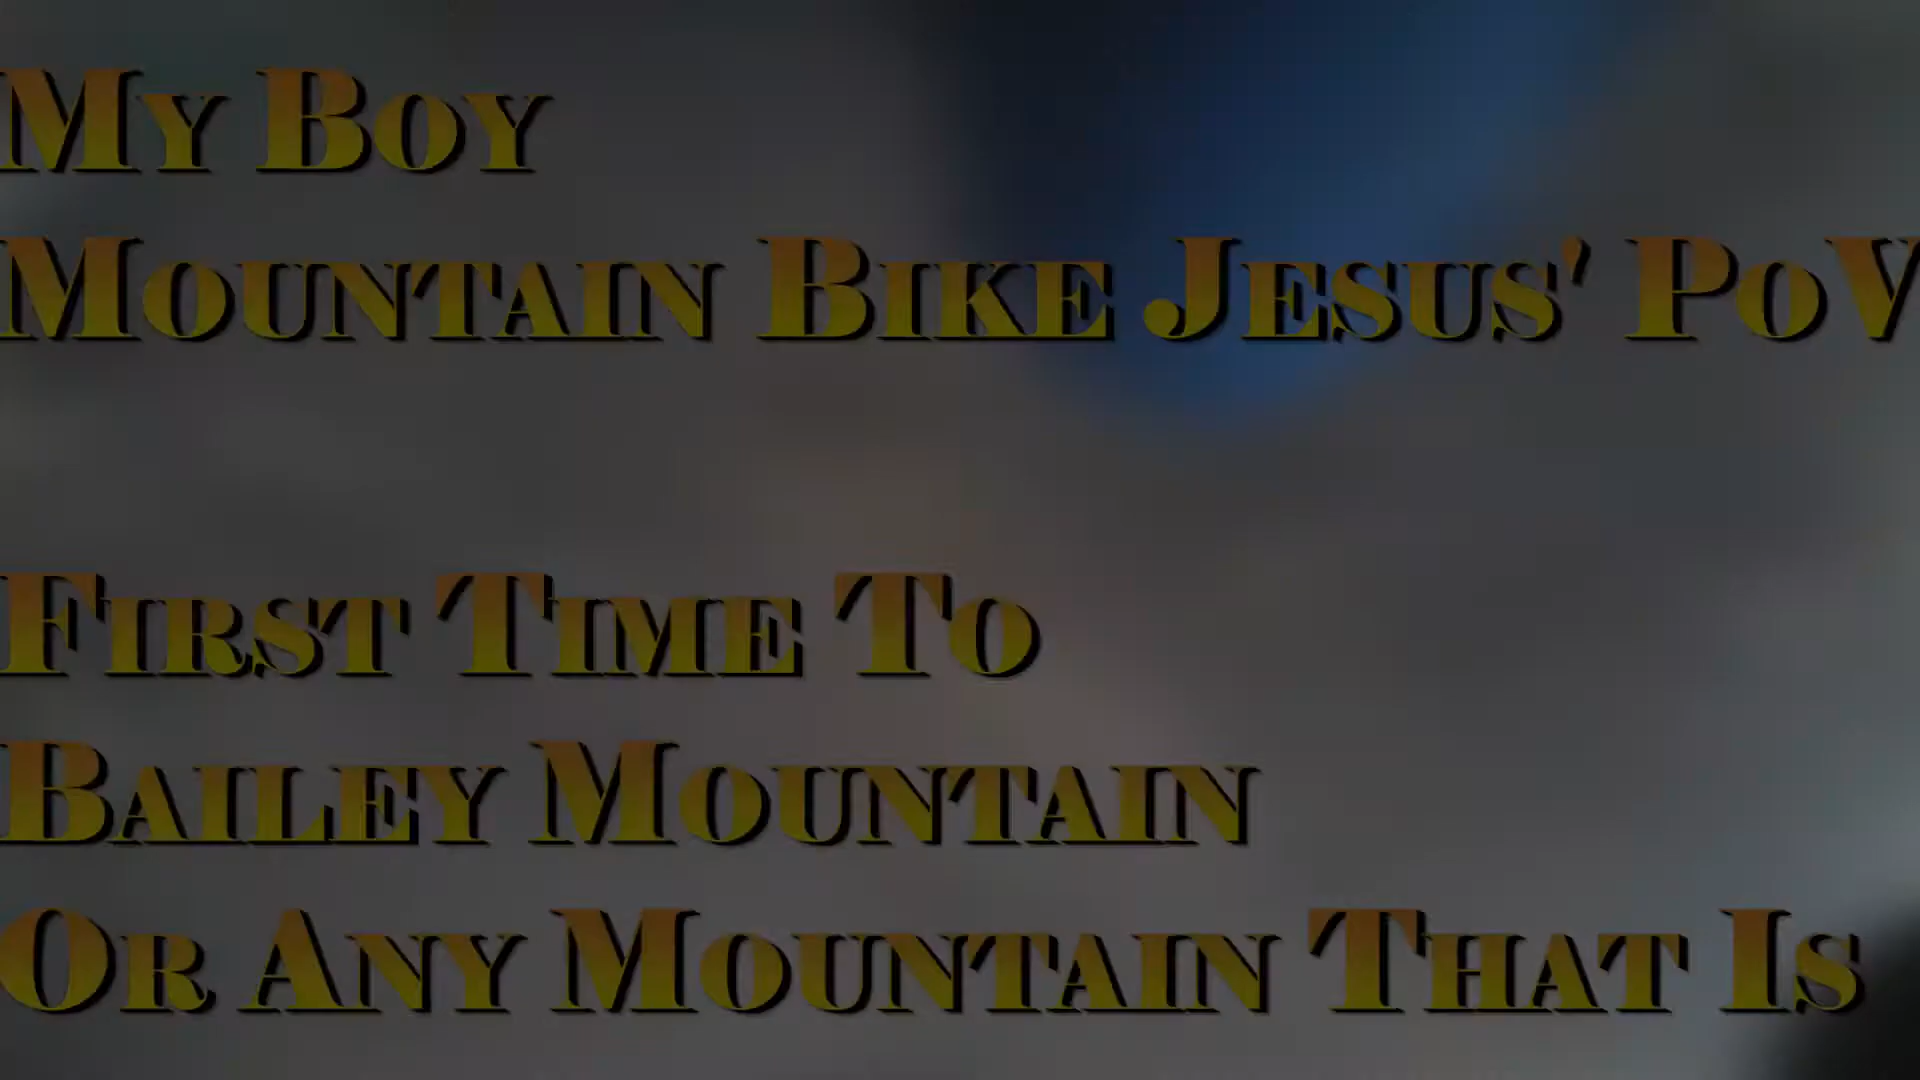 My Boy
Mountain Bike Jesus' PoV
First Time To
Bailey Mountain
Or Any Mountain That Is